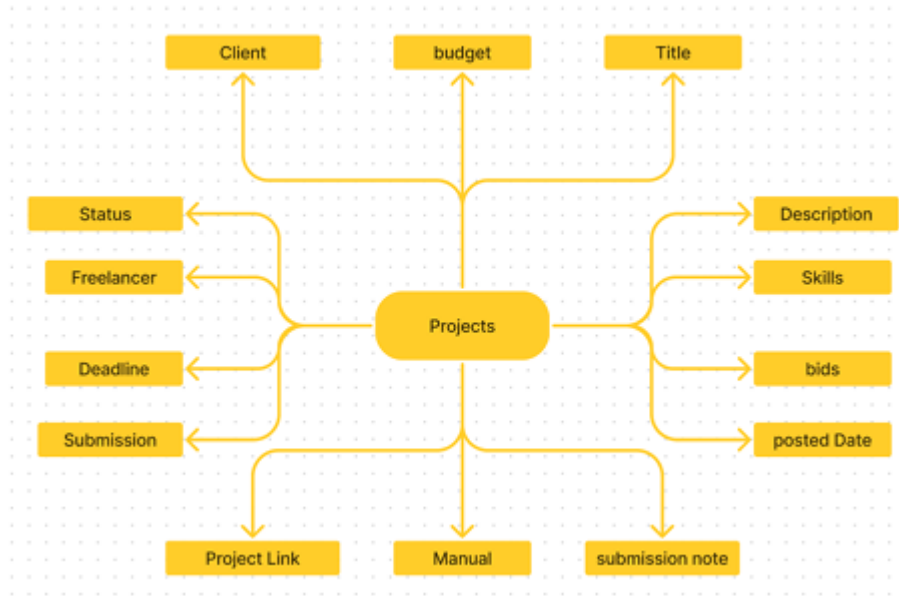 Client
budget
Title
Status
Description
Freelancer
Skills
Projects
Deadline
bids
Submission
posted Date
Project Link
Manual
submission note